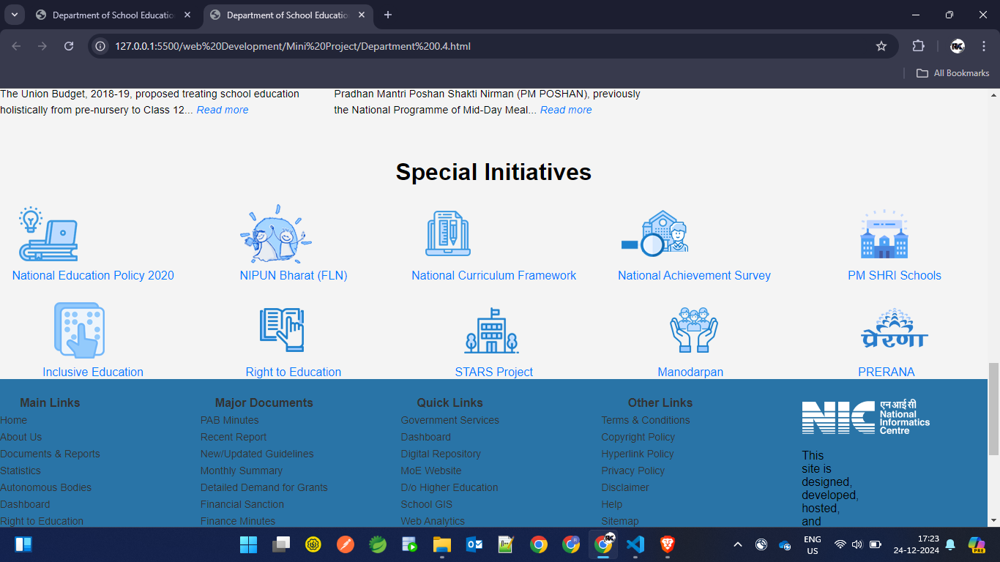 Department of School Educatio
Department of School Educatio
127.0.0.1:5500/web%20Development/Mini%20Project/Department%200.4.html
All Bookmarks
The Union Budget, 2018-19, proposed treating school education
holistically from pre-nursery to Class 12... Read more
Pradhan Mantri Poshan Shakti Nirman (PM POSHAN), previously
the National Programme of Mid-Day Meal... Read more
Special Initiatives
National Education Policy 2020
NIPUN Bharat (FLN)
National Curriculum Framework
National Achievement Survey
PM SHRI Schools
प्रेरणा
Inclusive Education
Right to Education
STARS Project
Manodarpan
PRERANA
Main Links
Home
About Us
Documents & Reports
Statistics
Autonomous Bodies
Dashboard
Right to Education
Major Documents
PAB Minutes
Recent Report
New/Updated Guidelines
Monthly Summary
Detailed Demand for Grants
Financial Sanction
Finance Minutes
Quick Links
Government Services
Dashboard
Digital Repository
MoE Website
D/o Higher Education
School GIS
Web Analytics
Other Links
Terms & Conditions
Copyright Policy
Hyperlink Policy
Privacy Policy
Disclaimer
Help
Sitemap
NIC
एन आई सी
National
Informatics
Centre
This
site is
designed,
developed,
hosted,
and
ENG
US
17:23
24-12-2024
PRE